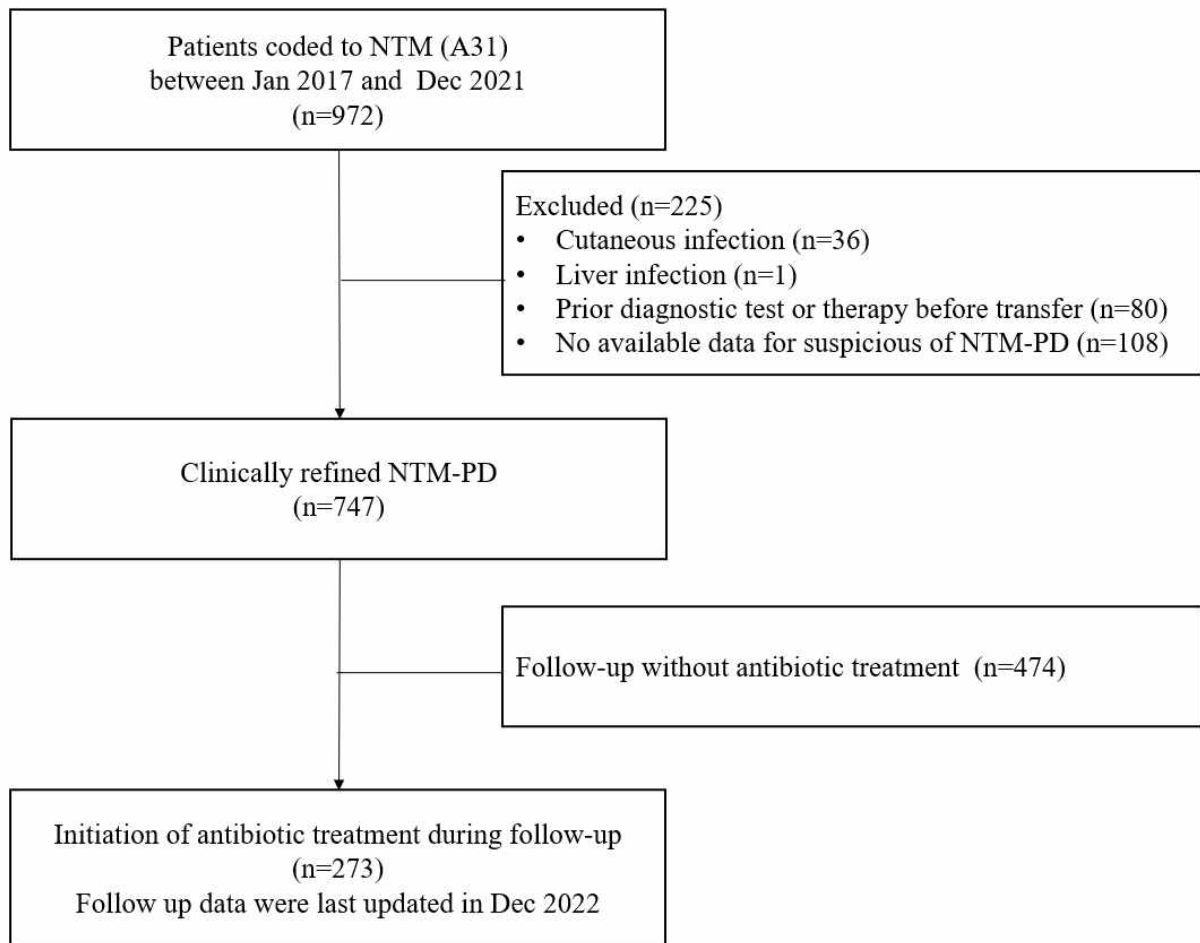 Patients coded to NTM (A31)
between Jan 2017 and Dec 2021
(n=972)
Excluded (n=225)
• Cutaneous infection (n=36)
• Liver infection (n=1)
• Prior diagnostic test or therapy before transfer (n=80)
• No available data for suspicious of NTM-PD (n=108)
Clinically refined NTM-PD
(n=747)
Follow-up without antibiotic treatment (n=474)
Initiation of antibiotic treatment during follow-up
(n=273)
Follow up data were last updated in Dec 2022